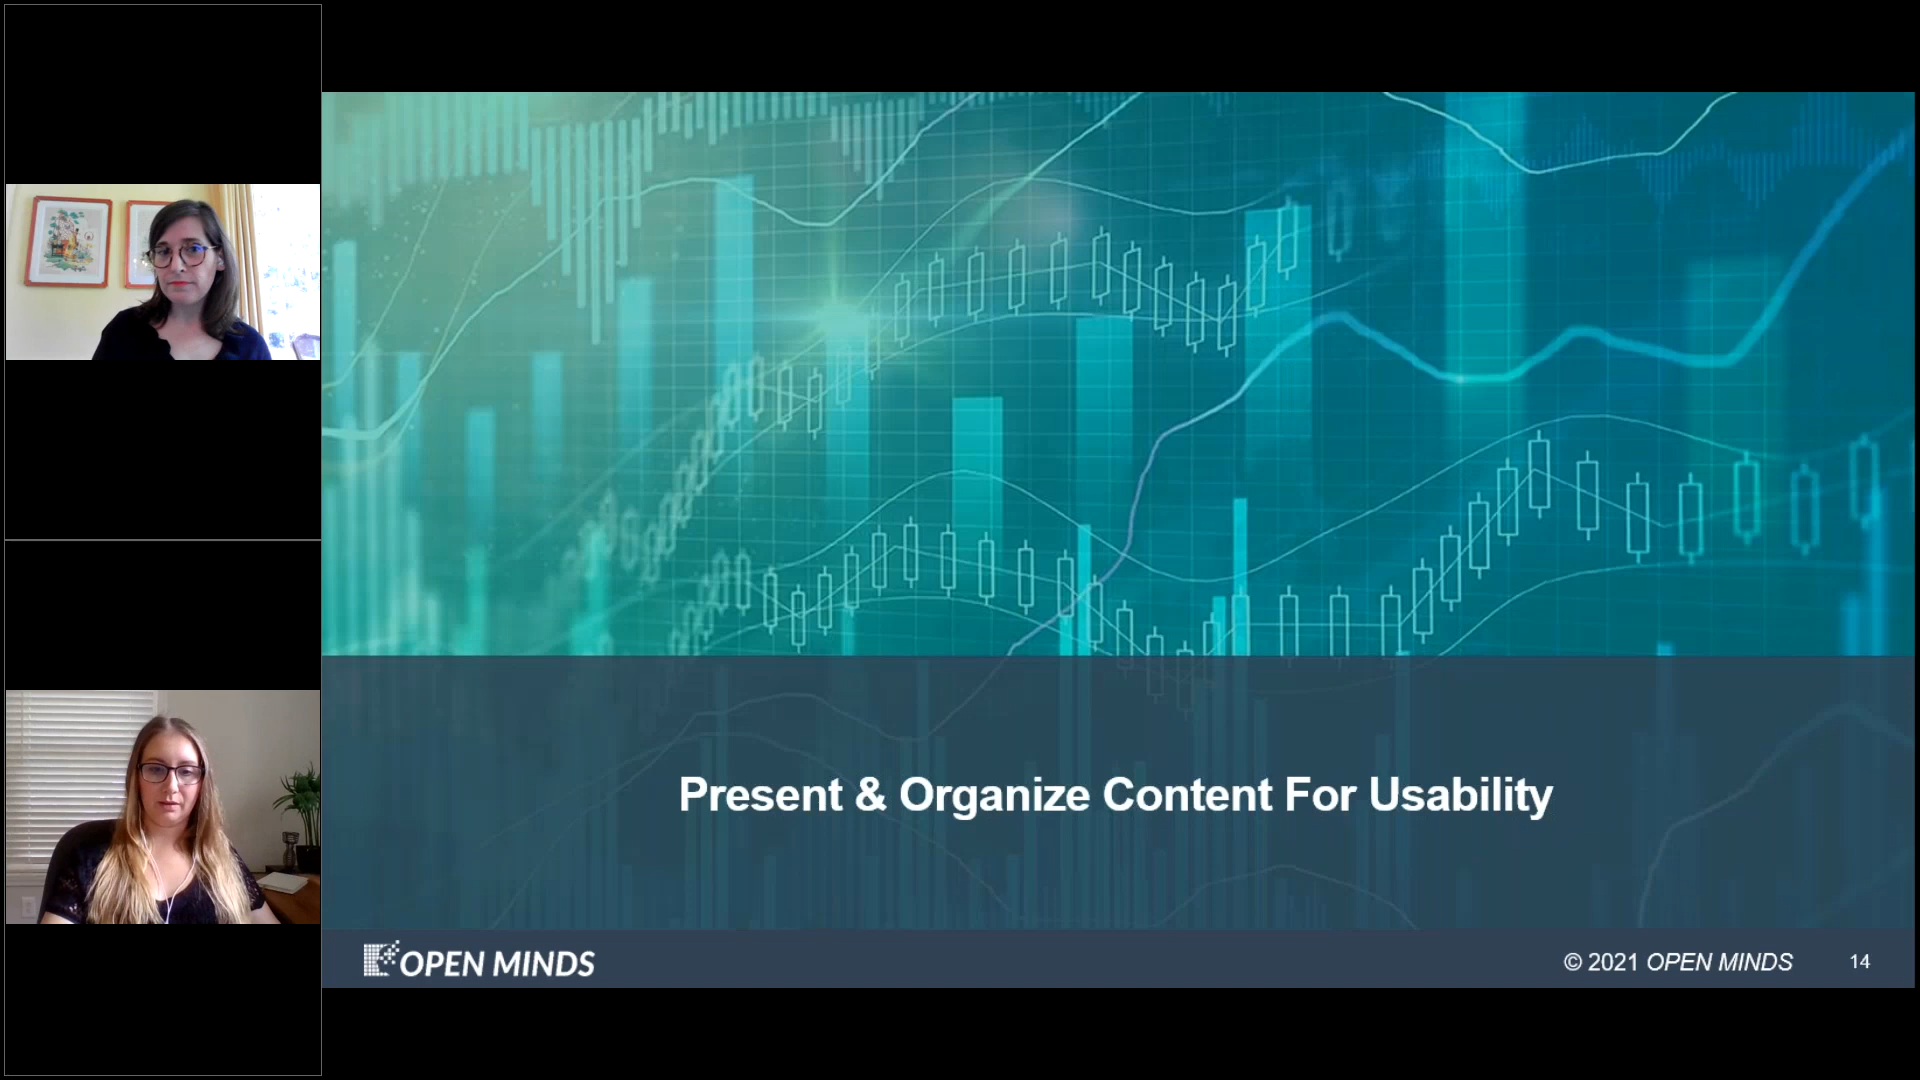 Present & Organize Content For Usability
OPEN MINDS
© 2021 OPEN MINDS
14